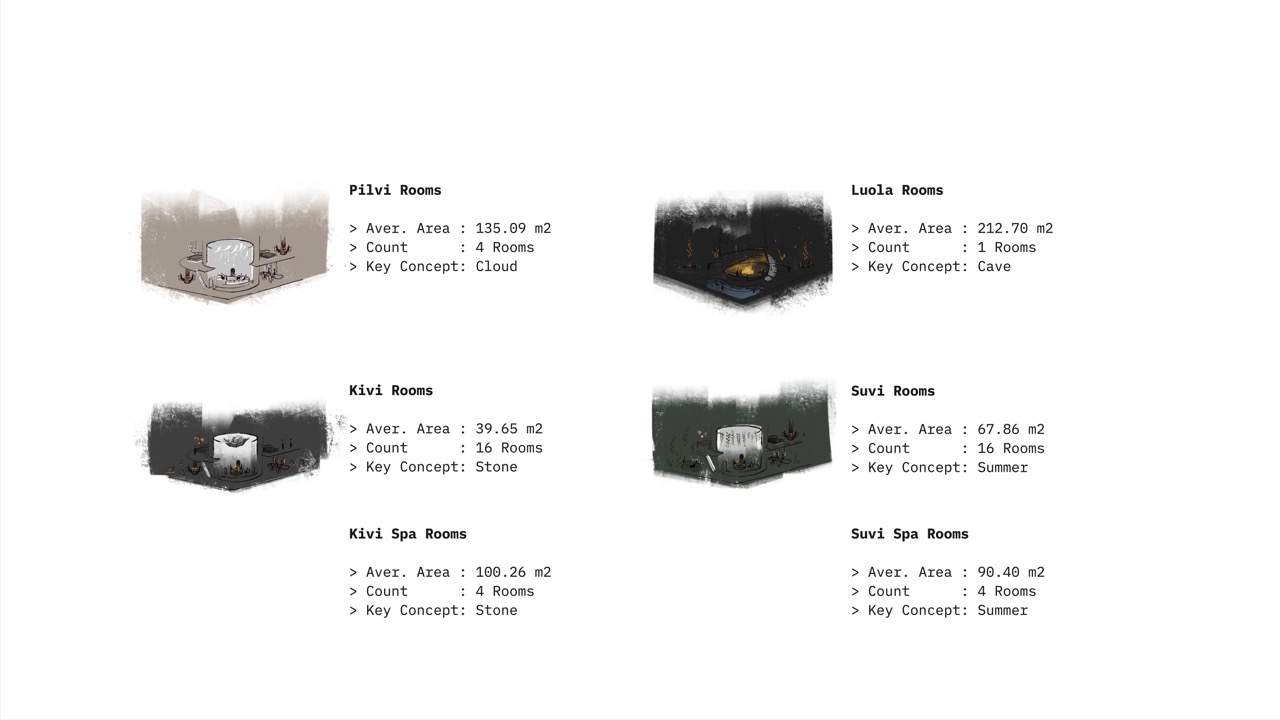 Pilvi Rooms
> Aver. Area : 135.09 m2
> Count      : 4 Rooms
> Key Concept: Cloud
Luola Rooms
> Aver. Area : 212.70 m2
> Count      : 1 Rooms
> Key Concept: Cave
Kivi Rooms
> Aver. Area : 39.65 m2
> Count      : 16 Rooms
> Key Concept: Stone
Suvi Rooms
> Aver. Area : 67.86 m2
> Count      : 16 Rooms
> Key Concept: Summer
Kivi Spa Rooms
> Aver. Area : 100.26 m2
> Count      : 4 Rooms
> Key Concept: Stone
Suvi Spa Rooms
> Aver. Area : 90.40 m2
> Count      : 4 Rooms
> Key Concept: Summer